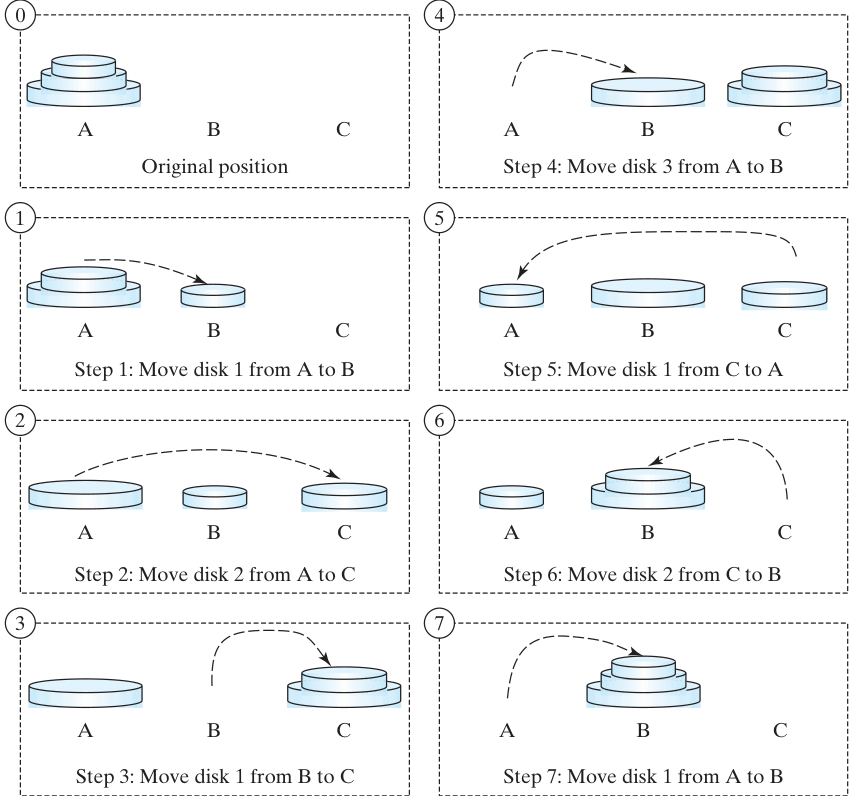 0
A B C
Original position
1
A B C
Step 1: Move disk 1 from A to B
2
A B C
Step 2: Move disk 2 from A to C
3
A B C
Step 3: Move disk 1 from B to C
4
A B C
Step 4: Move disk 3 from A to B
5
A B C
Step 5: Move disk 1 from C to A
6
A B C
Step 6: Move disk 2 from C to B
7
A B C
Step 7: Move disk 1 from A to B